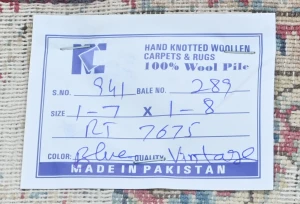 KC
HAND KNOTTED WOOLLEN
CARPETS & RUGS
100% Wool Pile
S.NO. 941 BALE NO. 289
SIZE 1-7 x 1-8
RT 7675
COLOR: Blue QUALITY, Vintage
MADE IN PAKISTAN